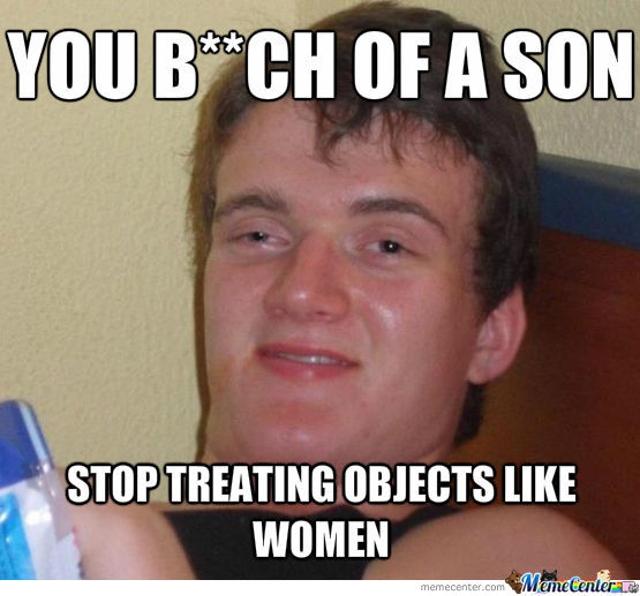 YOU B**CH OF A SON
STOP TREATING OBJECTS LIKE
WOMEN
memecenter.com MemeCenter